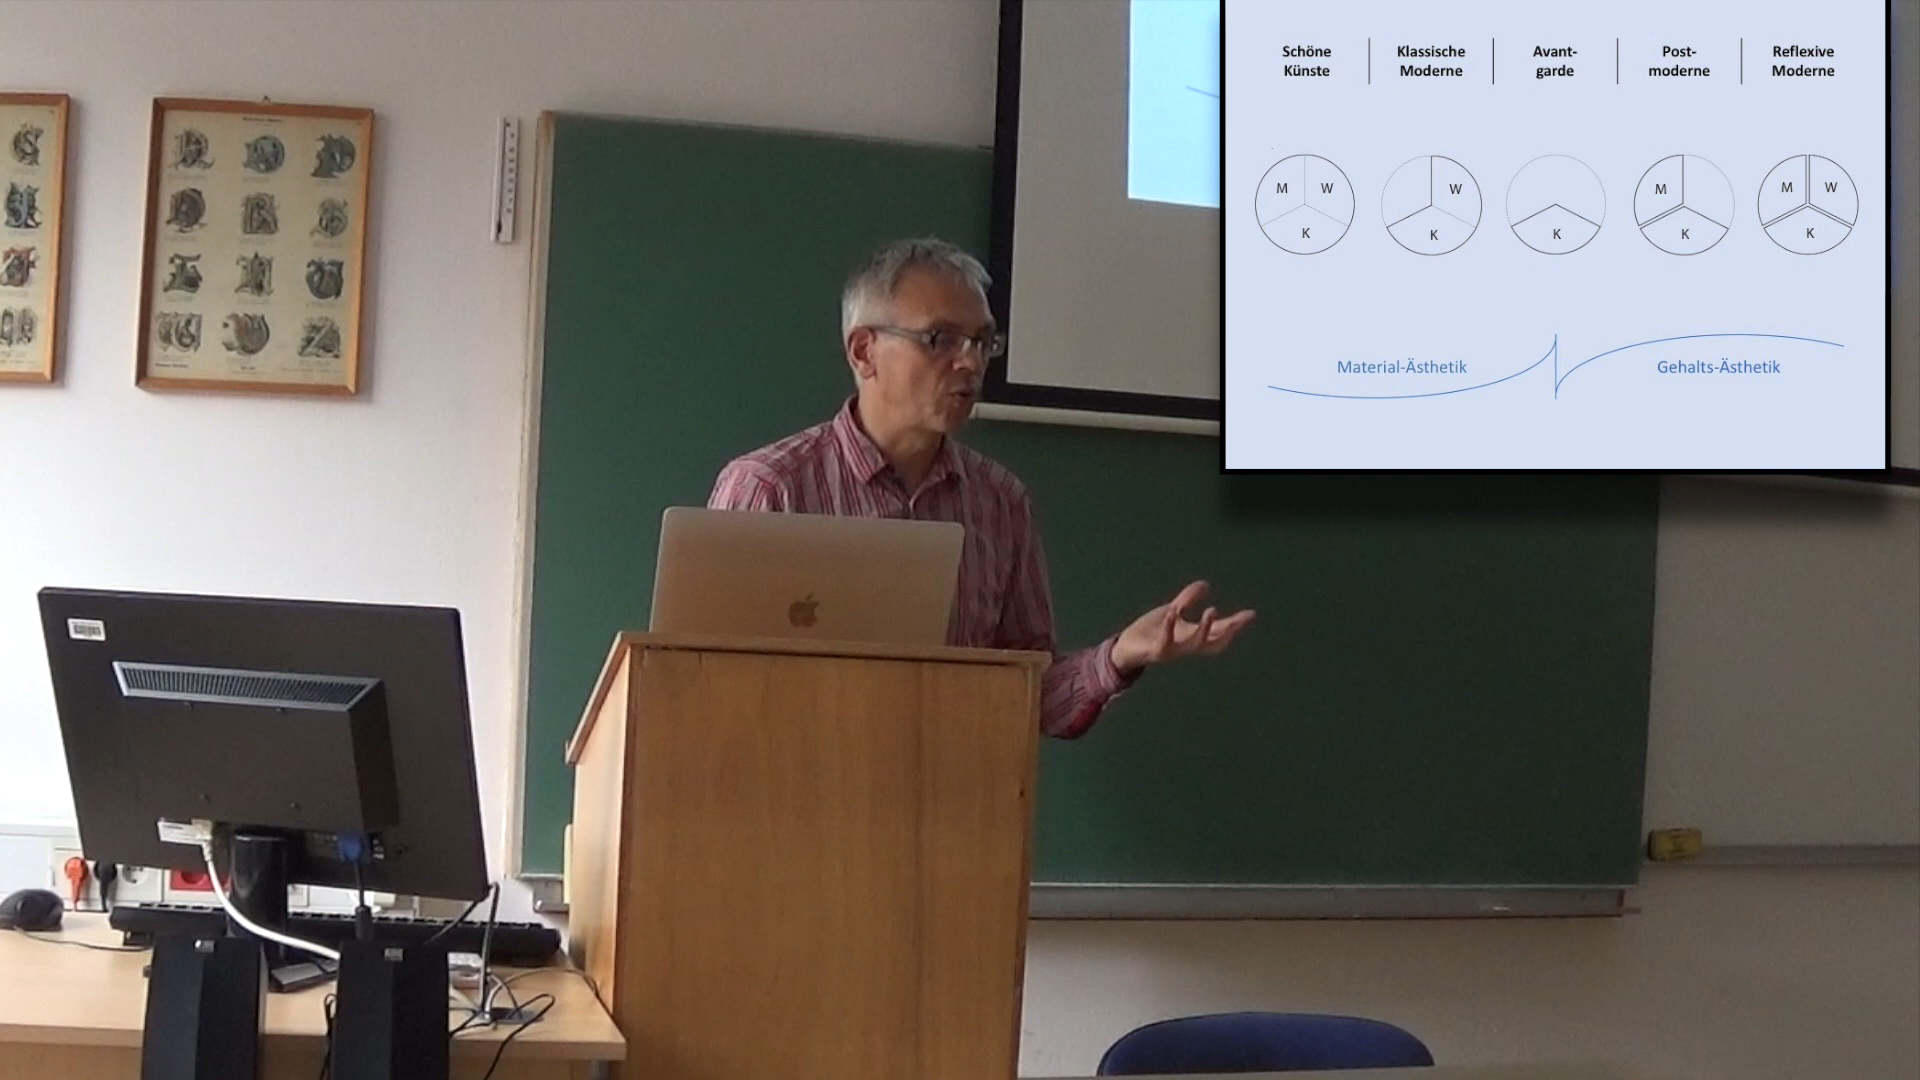 Schöne
Künste
Klassische
Moderne
Avant-
garde
Post-
moderne
Reflexive
Moderne
M W
K
W
K
K
M
K
M W
K
Material-Ästhetik
Gehalts-Ästhetik